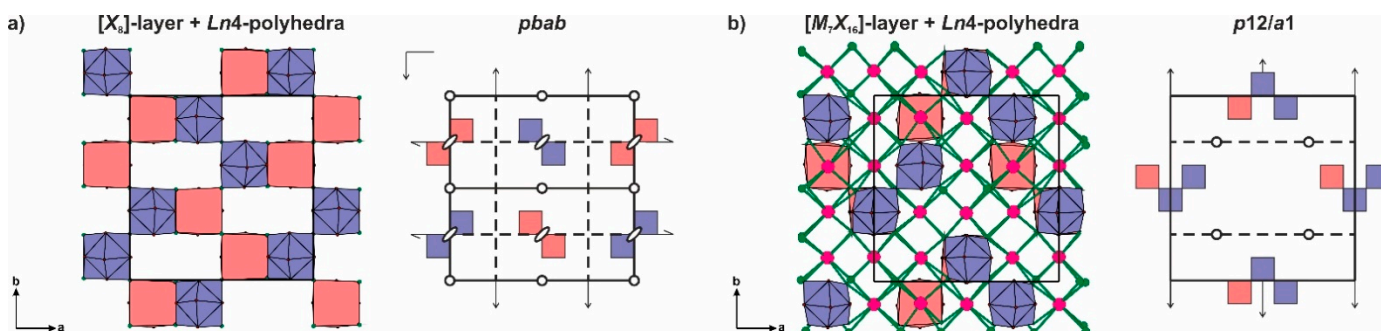 a) [X₈]-layer + Ln4-polyhedra pbab
b
a
b) [M₇X₁₆]-layer + Ln4-polyhedra p12/a1
b
a